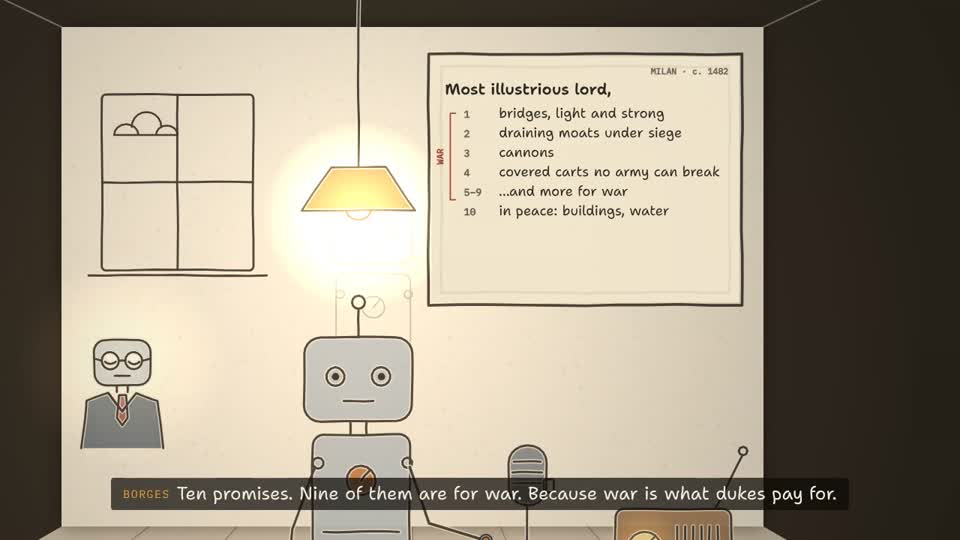 MILAN · c. 1482
Most illustrious lord,
WAR
1 bridges, light and strong
2 draining moats under siege
3 cannons
4 covered carts no army can break
5–9 ...and more for war
10 in peace: buildings, water
BORGES Ten promises. Nine of them are for war. Because war is what dukes pay for.